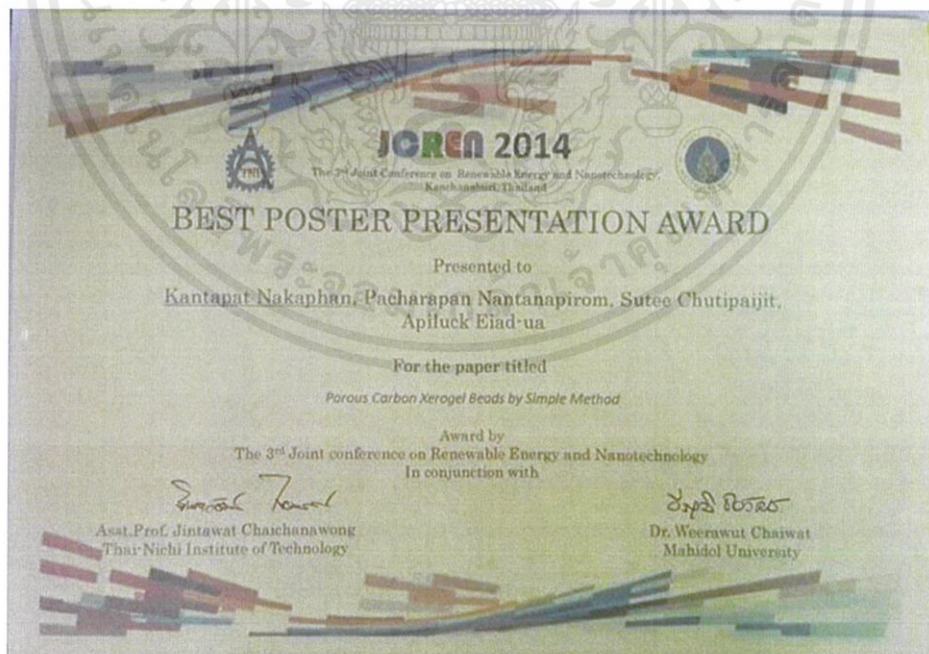 TNI
JOREN 2014
The 3rd Joint Conference on Renewable Energy and Nanotechnology,
Kanchanaburi, Thailand
BEST POSTER PRESENTATION AWARD
Presented to
Kantapat Nakaphan, Pacharapan Nantanapirom, Sutee Chutipaijit,
Apiluck Eiad-ua
For the paper titled
Porous Carbon Xerogel Beads by Simple Method
Award by
The 3rd Joint conference on Renewable Energy and Nanotechnology
In conjunction with
Asst.Prof. Jintawat Chaichanawong
Thai-Nichi Institute of Technology
Dr. Weerawut Chaiwat
Mahidol University